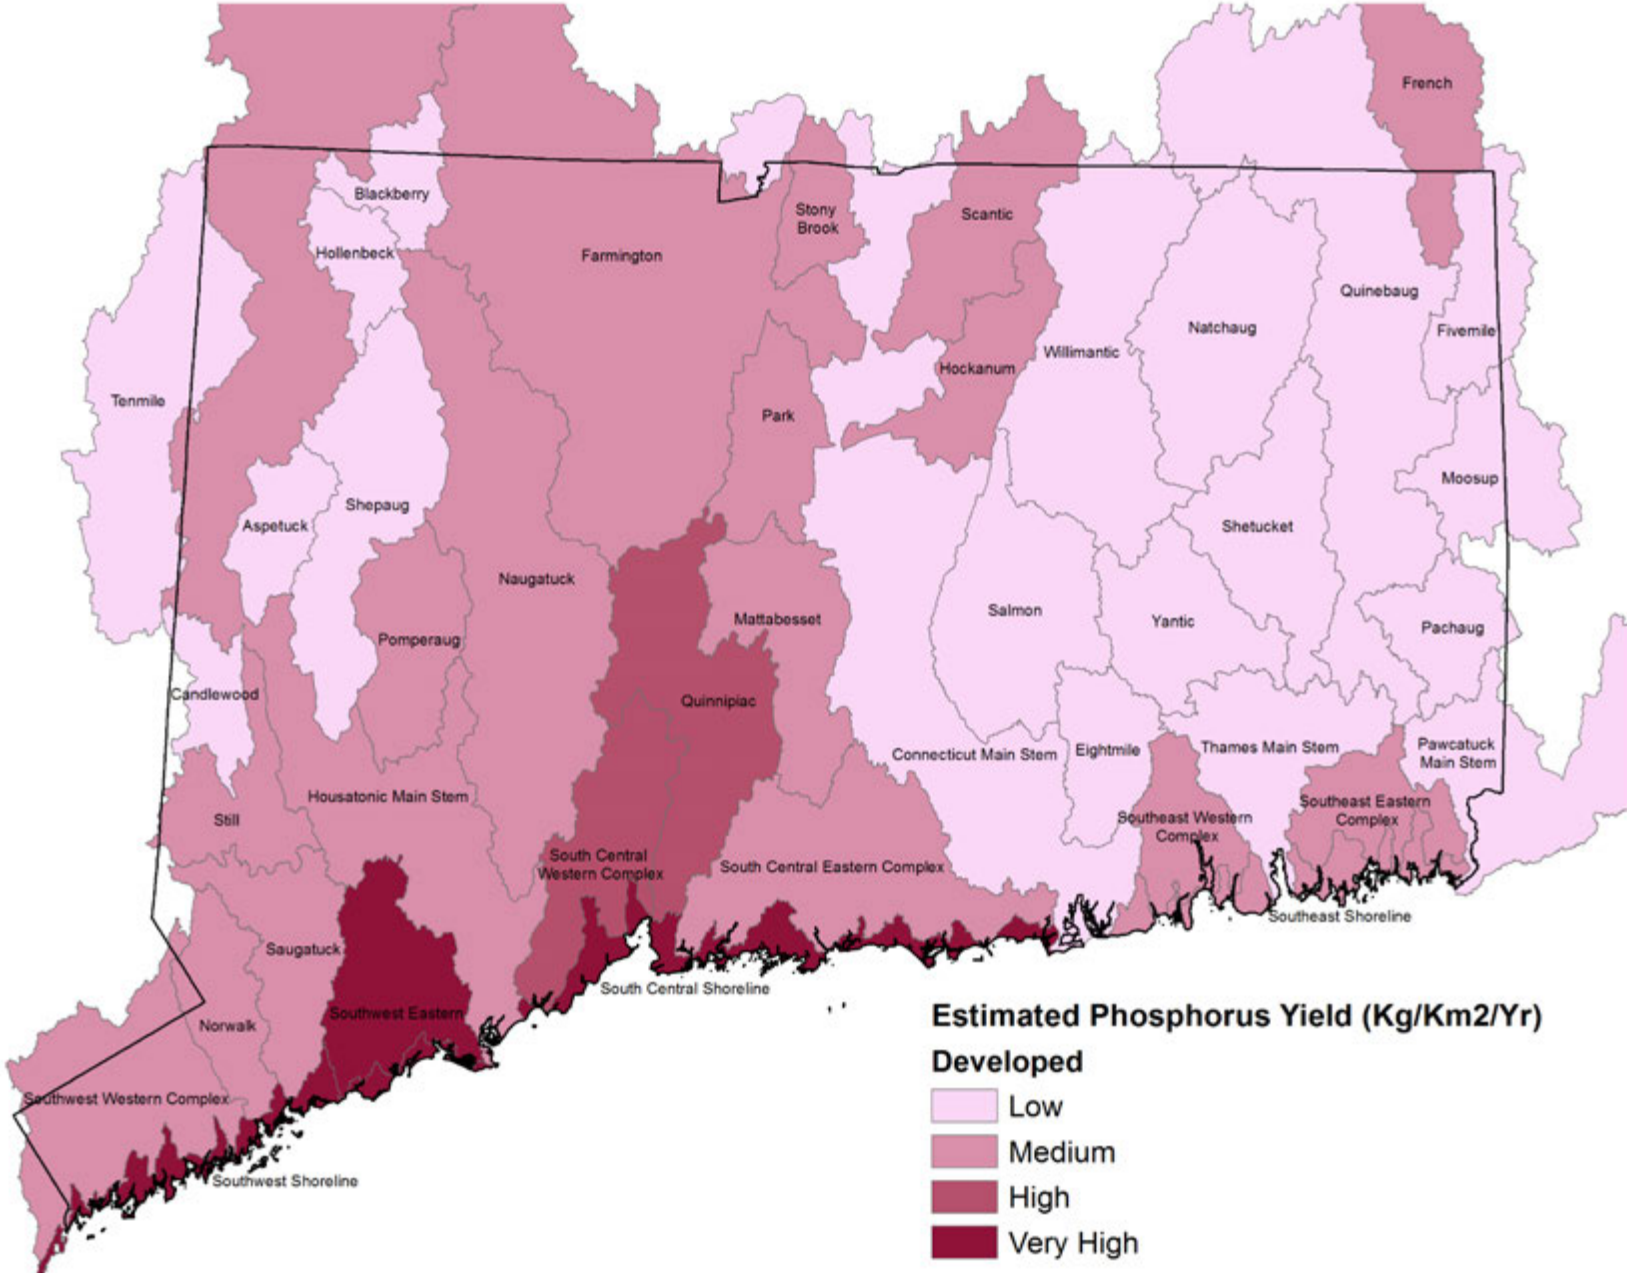 French
Blackberry
Stony
Brook
Scantic
Hollenbeck
Farmington
Quinebaug
Natchaug
Fivemile
Willimantic
Hockanum
Tenmile
Park
Moosup
Shepaug
Aspetuck
Shetucket
Naugatuck
Salmon
Mattabesset
Yantic
Pachaug
Pomperaug
Candlewood
Quinnipiac
Connecticut Main Stem
Eightmile
Thames Main Stem
Pawcatuck
Main Stem
Housatonic Main Stem
Still
Southeast Western
Complex
Southeast Eastern
Complex
South Central
Western Complex
South Central Eastern Complex
Southeast Shoreline
Saugatuck
South Central Shoreline
Southwest Eastern
Norwalk
Southwest Western Complex
Southwest Shoreline
Estimated Phosphorus Yield (Kg/Km2/Yr)
Developed
Low
Medium
High
Very High